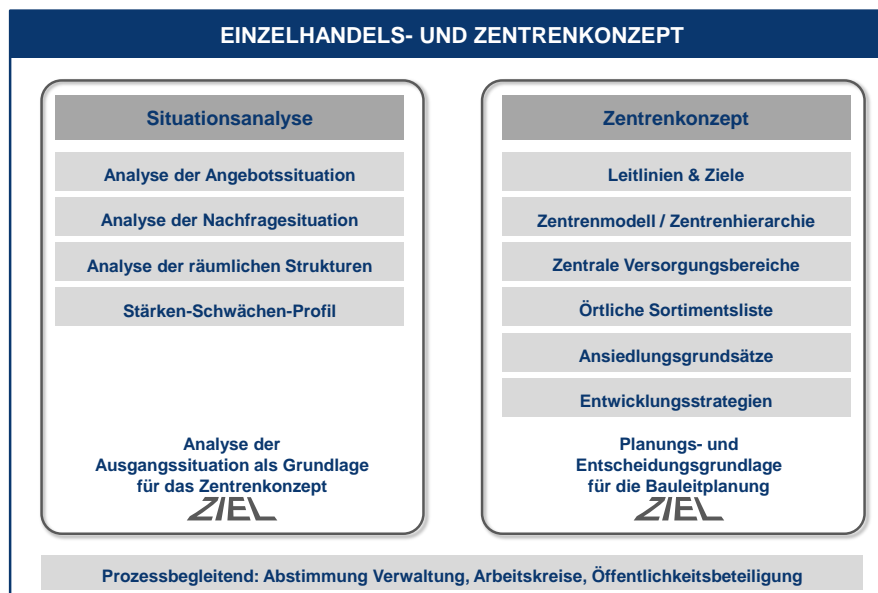 EINZELHANDELS- UND ZENTRENKONZEPT
Situationsanalyse
Analyse der Angebotssituation
Analyse der Nachfragesituation
Analyse der räumlichen Strukturen
Stärken-Schwächen-Profil
Analyse der
Ausgangssituation als Grundlage
für das Zentrenkonzept
ZIEL
Zentrenkonzept
Leitlinien & Ziele
Zentrenmodell / Zentrenhierarchie
Zentrale Versorgungsbereiche
Örtliche Sortimentsliste
Ansiedlungsgrundsätze
Entwicklungsstrategien
Planungs- und
Entscheidungsgrundlage
für die Bauleitplanung
ZIEL
Prozessbegleitend: Abstimmung Verwaltung, Arbeitskreise, Öffentlichkeitsbeteiligung